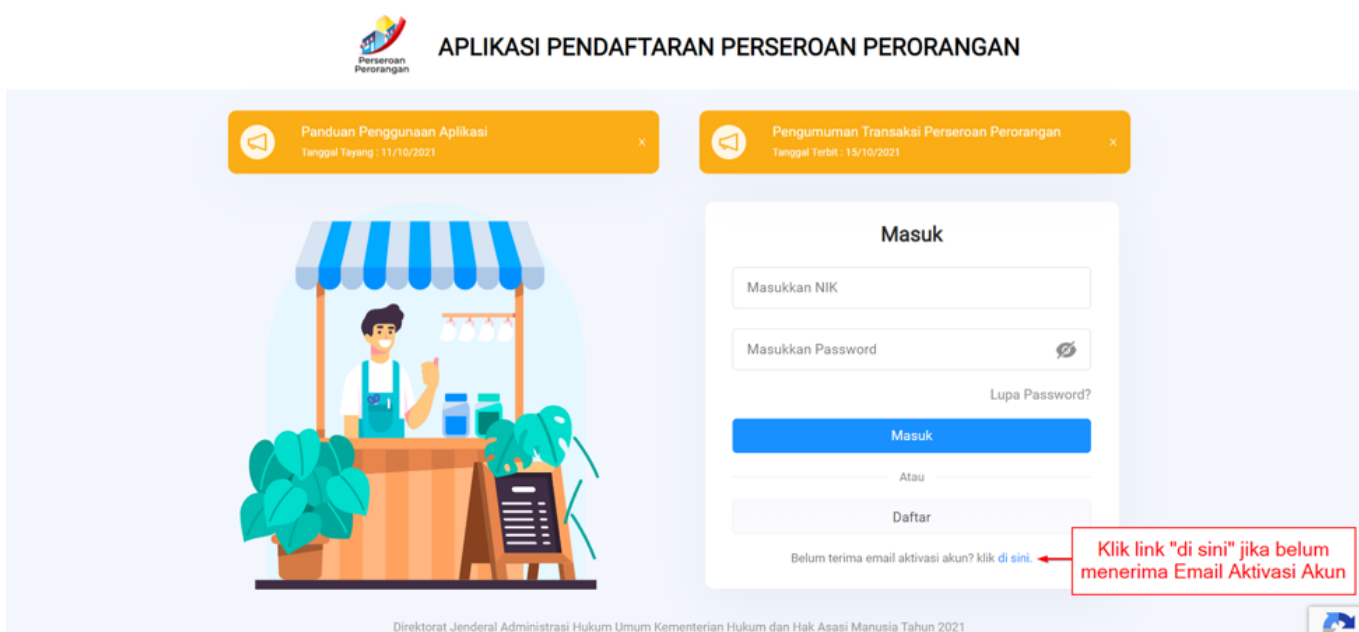 Perseroan
Perorangan
APLIKASI PENDAFTARAN PERSEROAN PERORANGAN
Panduan Penggunaan Aplikasi
Tanggal Tayang : 11/10/2021
x
Pengumuman Transaksi Perseroan Perorangan
Tanggal Terbit : 15/10/2021
x
Masuk
Masukkan NIK
Masukkan Password
Lupa Password?
Masuk
Atau
Daftar
Belum terima email aktivasi akun? klik di sini.
Klik link "di sini" jika belum
menerima Email Aktivasi Akun
Direktorat Jenderal Administrasi Hukum Umum Kementerian Hukum dan Hak Asasi Manusia Tahun 2021